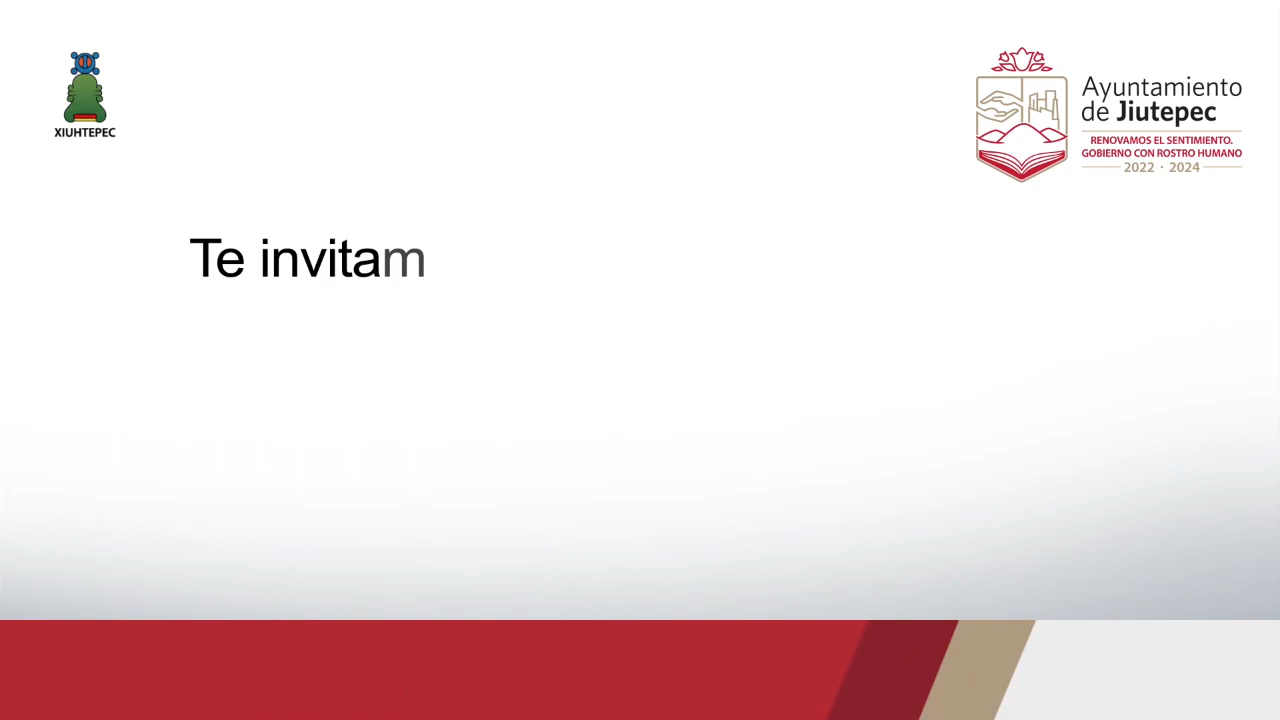 XIUHTEPEC
Ayuntamiento
de Jiutepec
RENOVAMOS EL SENTIMIENTO.
GOBIERNO CON ROSTRO HUMANO
2022 · 2024
Te invitam